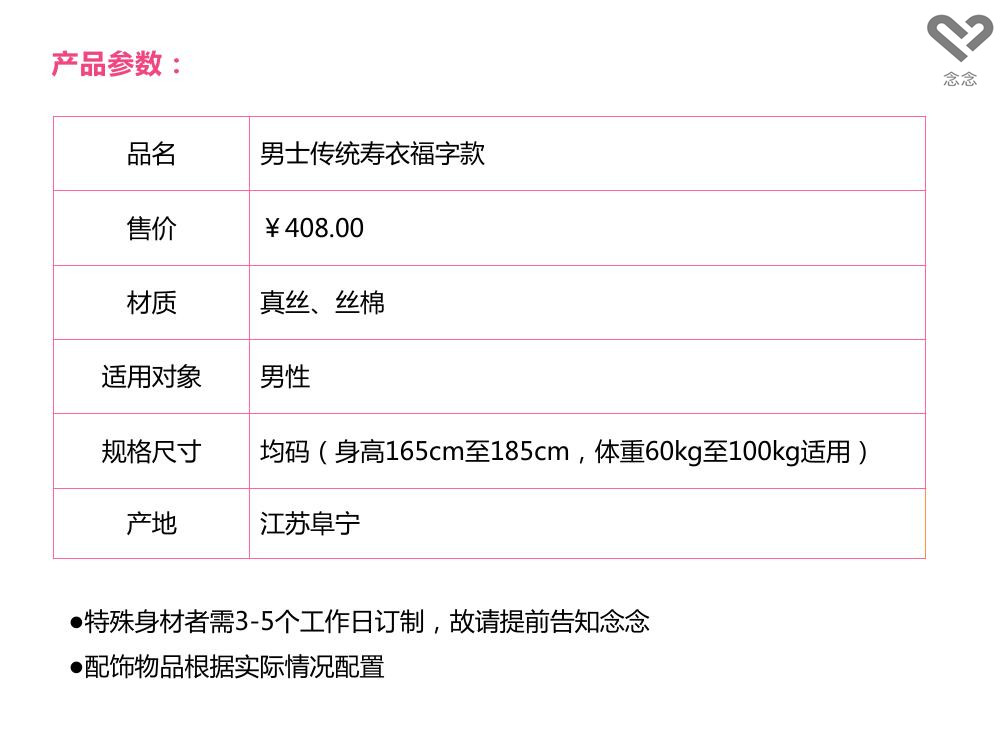 念念
产品参数：
品名 男士传统寿衣福字款
售价 ￥408.00
材质 真丝、丝棉
适用对象 男性
规格尺寸 均码（身高165cm至185cm，体重60kg至100kg适用）
产地 江苏阜宁
●特殊身材者需3-5个工作日订制，故请提前告知念念
●配饰物品根据实际情况配置